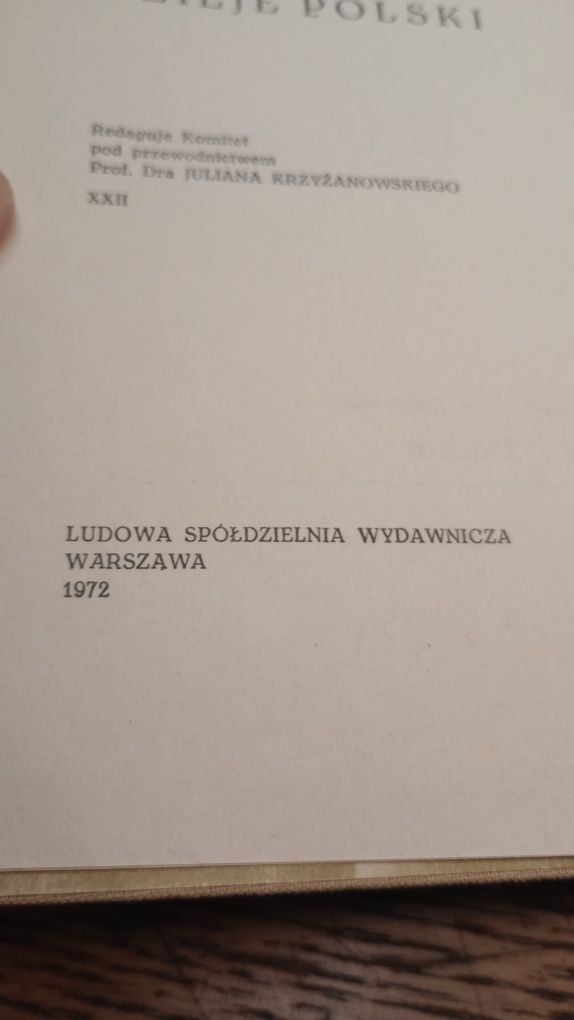 POLSKI
Redaguje Komitet
pod przewodnictwem
Prof. Dra JULIANA KRZYŻANOWSKIEGO
XXII
LUDOWA SPÓŁDZIELNIA WYDAWNICZA
WARSZAWA
1972